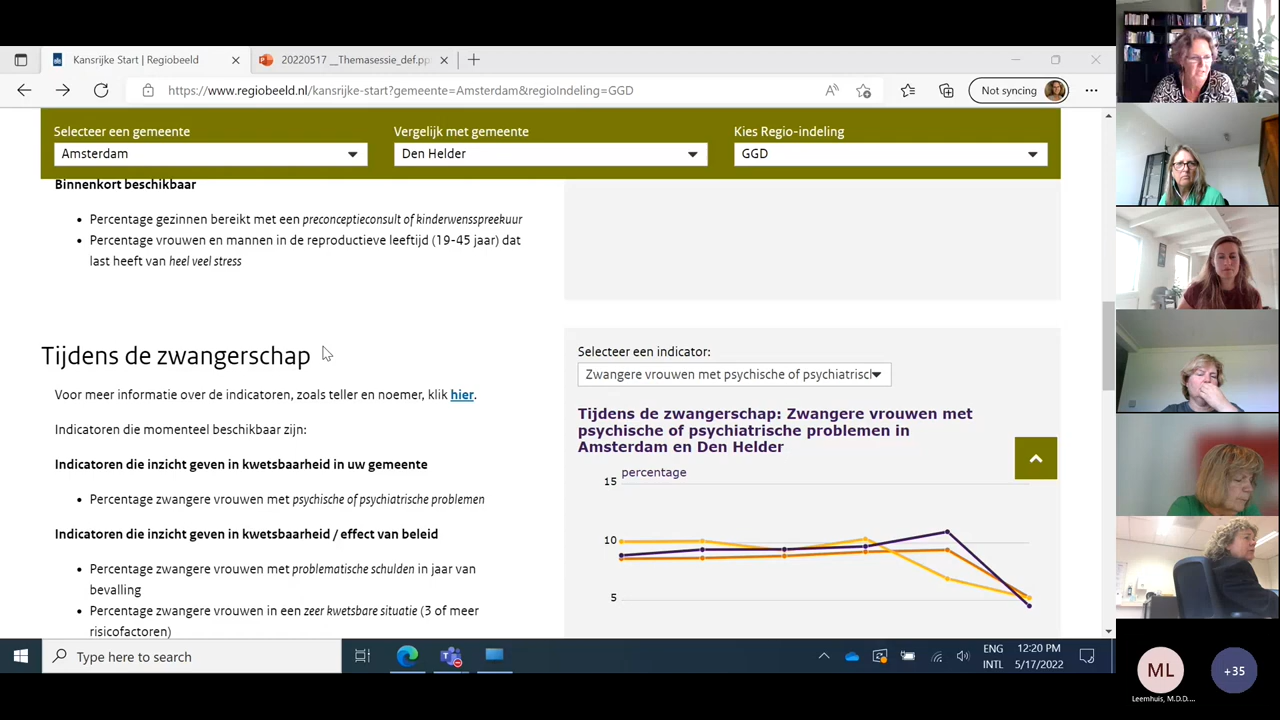 Kansrijke Start | Regiobeeld
20220517 __Themasessie_def.pp
https://www.regiobeeld.nl/kansrijke-start?gemeente=Amsterdam&regioIndeling=GGD
Not syncing
Selecteer een gemeente
Amsterdam
Vergelijk met gemeente
Den Helder
Kies Regio-indeling
GGD
Binnenkort beschikbaar
Percentage gezinnen bereikt met een preconceptieconsult of kinderwensspreekuur
Percentage vrouwen en mannen in de reproductieve leeftijd (19-45 jaar) dat
last heeft van heel veel stress
Tijdens de zwangerschap
Voor meer informatie over de indicatoren, zoals teller en noemer, klik hier.
Indicatoren die momenteel beschikbaar zijn:
Indicatoren die inzicht geven in kwetsbaarheid in uw gemeente
Percentage zwangere vrouwen met psychische of psychiatrische problemen
Indicatoren die inzicht geven in kwetsbaarheid / effect van beleid
Percentage zwangere vrouwen met problematische schulden in jaar van
bevalling
Percentage zwangere vrouwen in een zeer kwetsbare situatie (3 of meer
risicofactoren)
Selecteer een indicator:
Zwangere vrouwen met psychische of psychiatrisch
Tijdens de zwangerschap: Zwangere vrouwen met
psychische of psychiatrische problemen in
Amsterdam en Den Helder
percentage
15
10
5
Type here to search
ENG
INTL
12:20 PM
5/17/2022
ML
Leemhuis, M.D.D....
+35